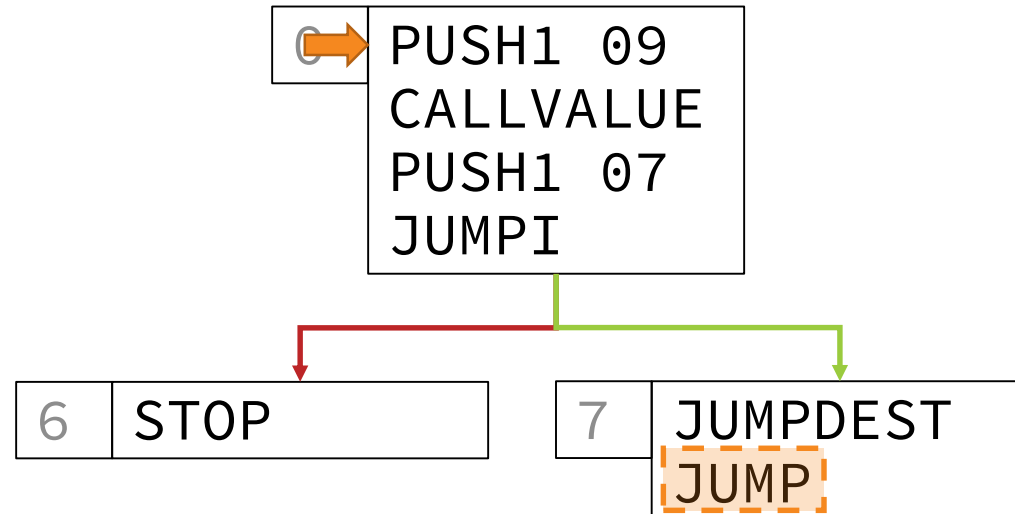 0
PUSH1 09
CALLVALUE
PUSH1 07
JUMPI
6 STOP
7 JUMPDEST
JUMP